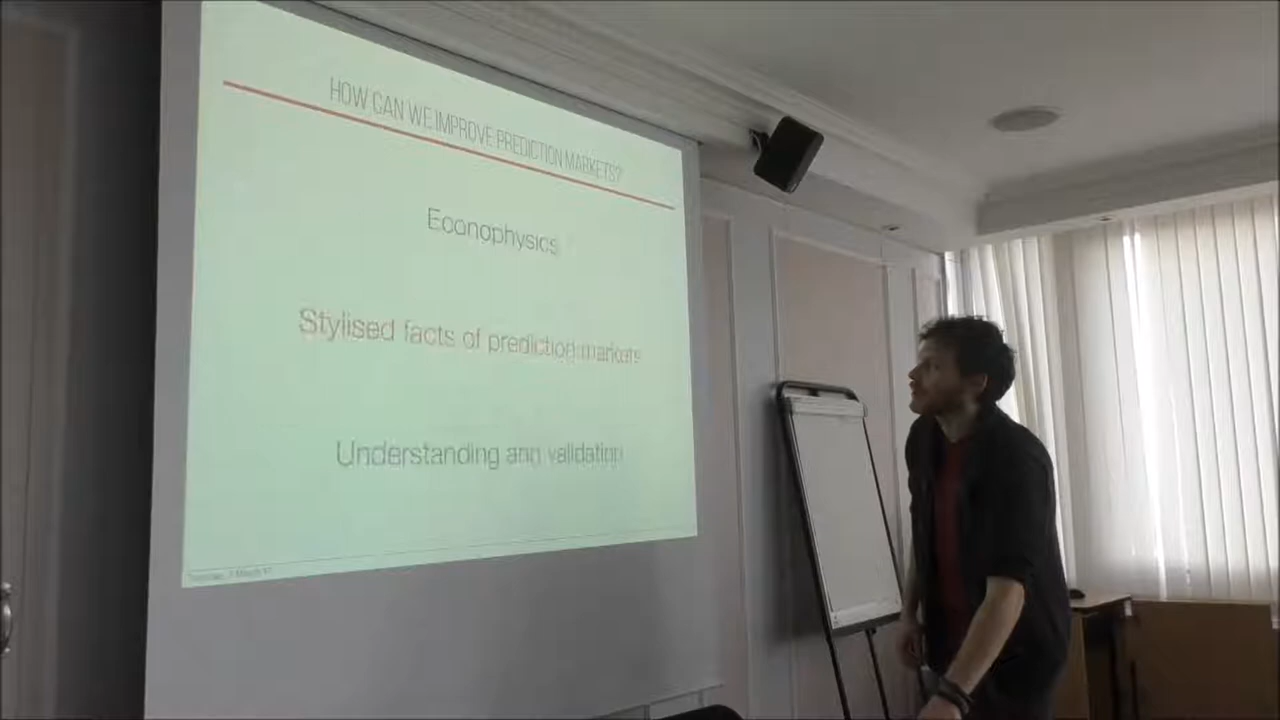 HOW CAN WE IMPROVE PREDICTION MARKETS?
Econophysics
Stylised facts of prediction markets
Understanding and validation